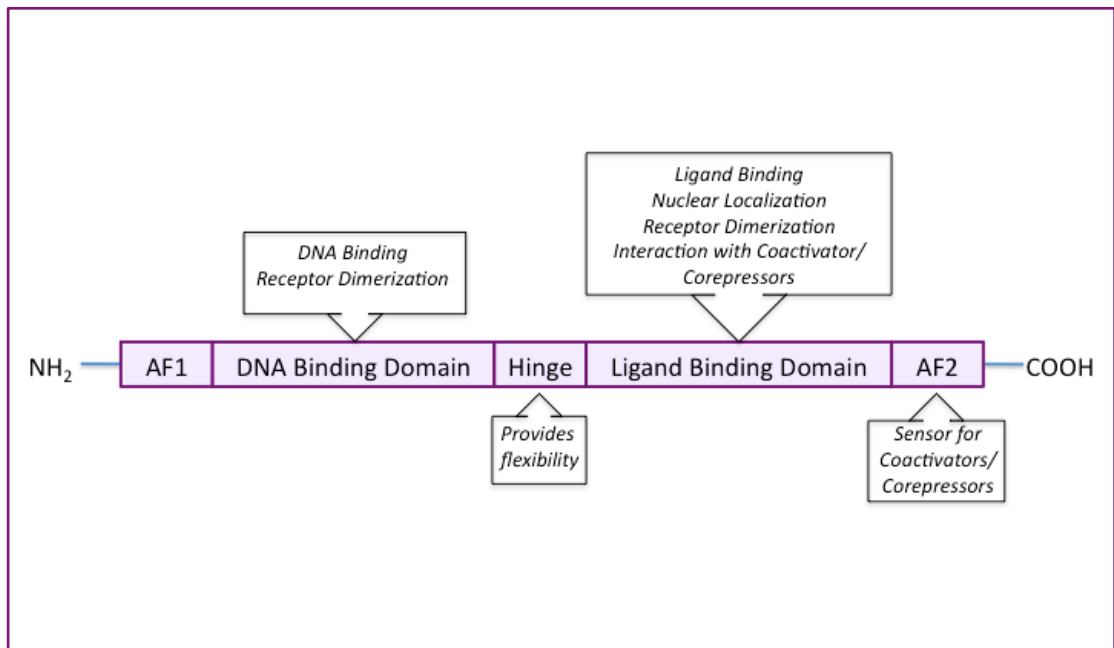 Ligand Binding
Nuclear Localization
Receptor Dimerization
Interaction with Coactivator/
Corepressors
DNA Binding
Receptor Dimerization
NH₂
AF1
DNA Binding Domain
Hinge
Ligand Binding Domain
AF2
COOH
Provides
flexibility
Sensor for
Coactivators/
Corepressors